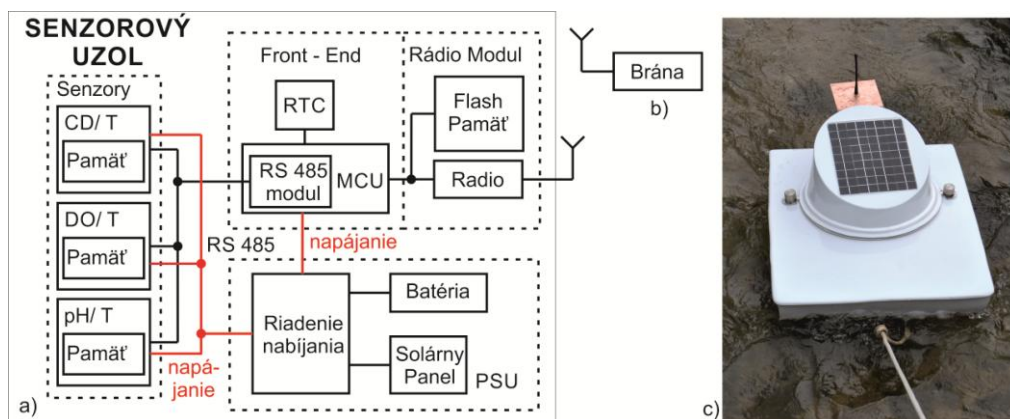 SENZOROVÝ
UZOL
Senzory
CD/ T
Pamäť
DO/ T
Pamäť
pH/ T
Pamäť
napá-
janie
RS 485
a)
Front - End
RTC
RS 485
modul
MCU
napájanie
Rádio Modul
Flash
Pamäť
Radio
Riadenie
nabíjania
Batéria
Solárny
Panel
PSU
Brána
b)
c)